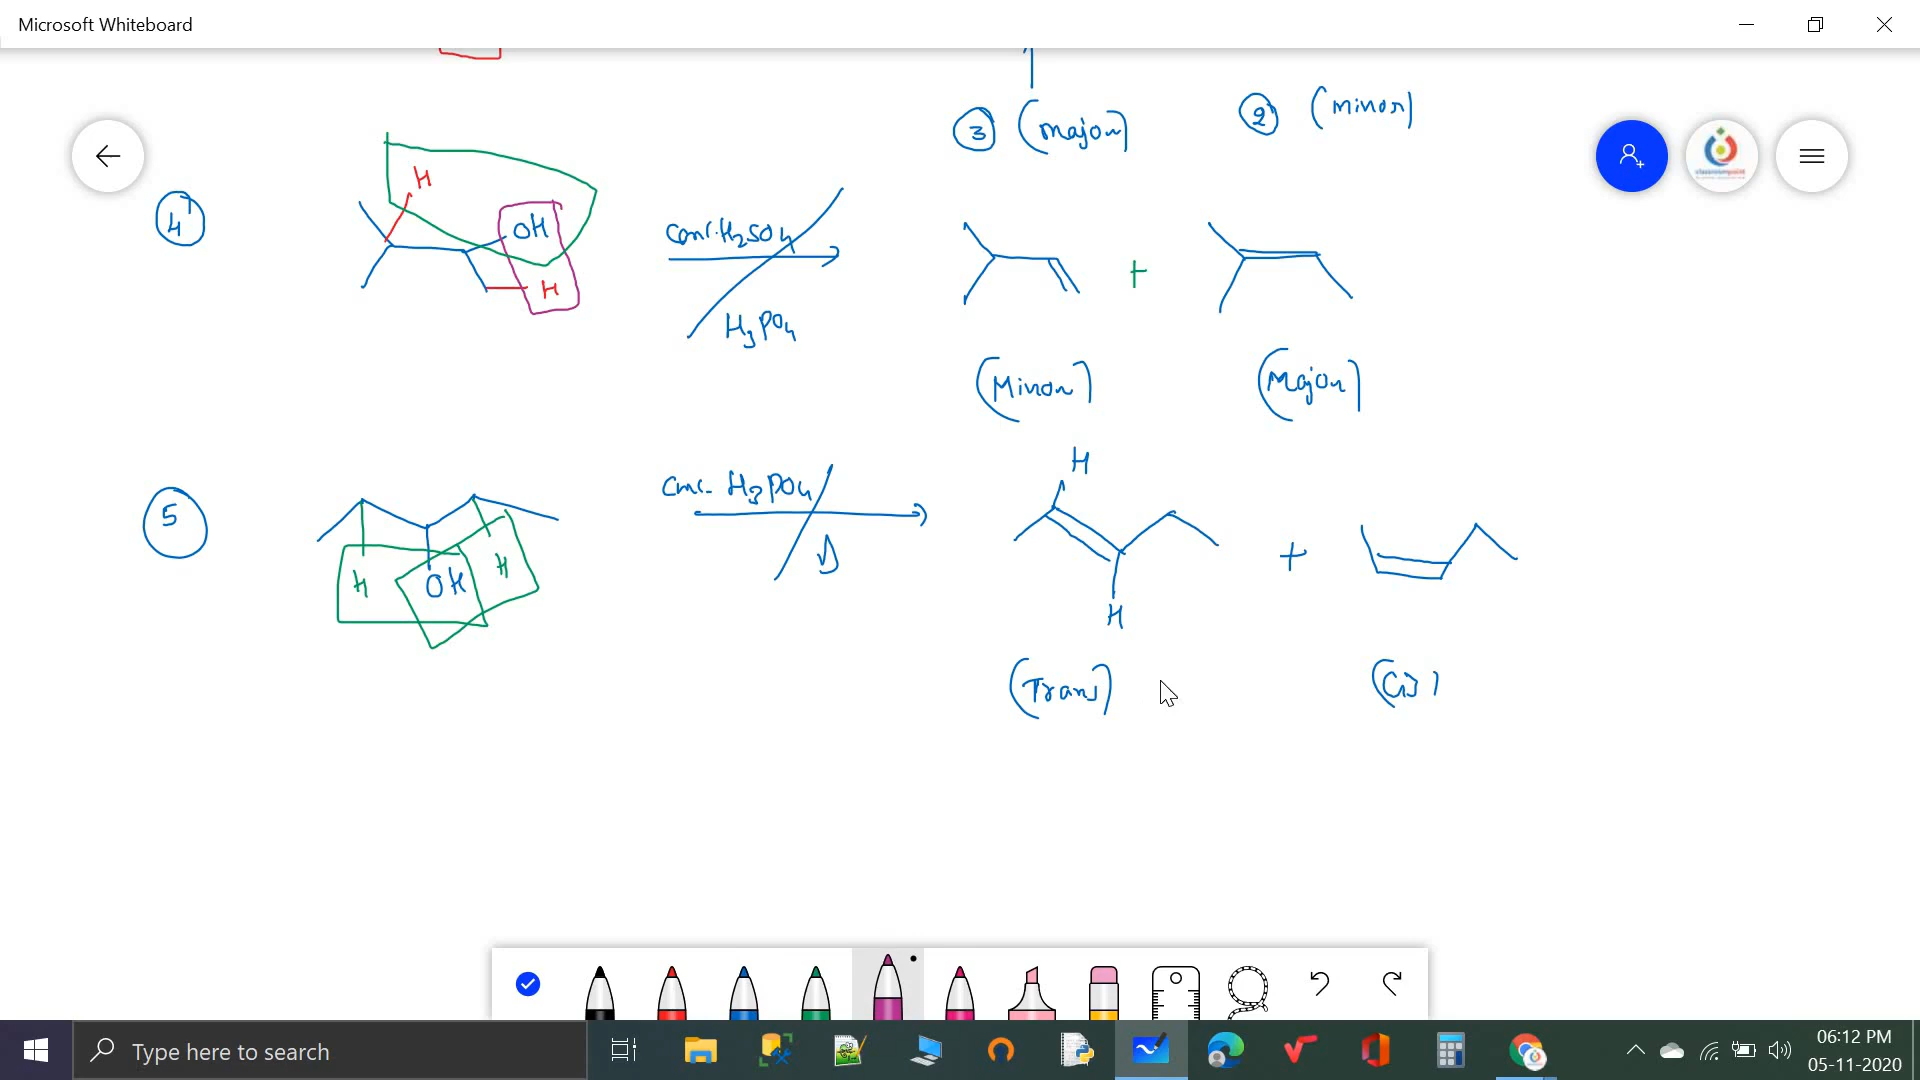 Microsoft Whiteboard
3 (Major)
2 (Minor)
4
H
OH
H
conc. H2SO4
H3PO4
+
(Minor)
(Major)
5
H
OH
H
conc. H3PO4
Δ
H
H
+
(Trans)
(Cis)
Type here to search
06:12 PM
05-11-2020